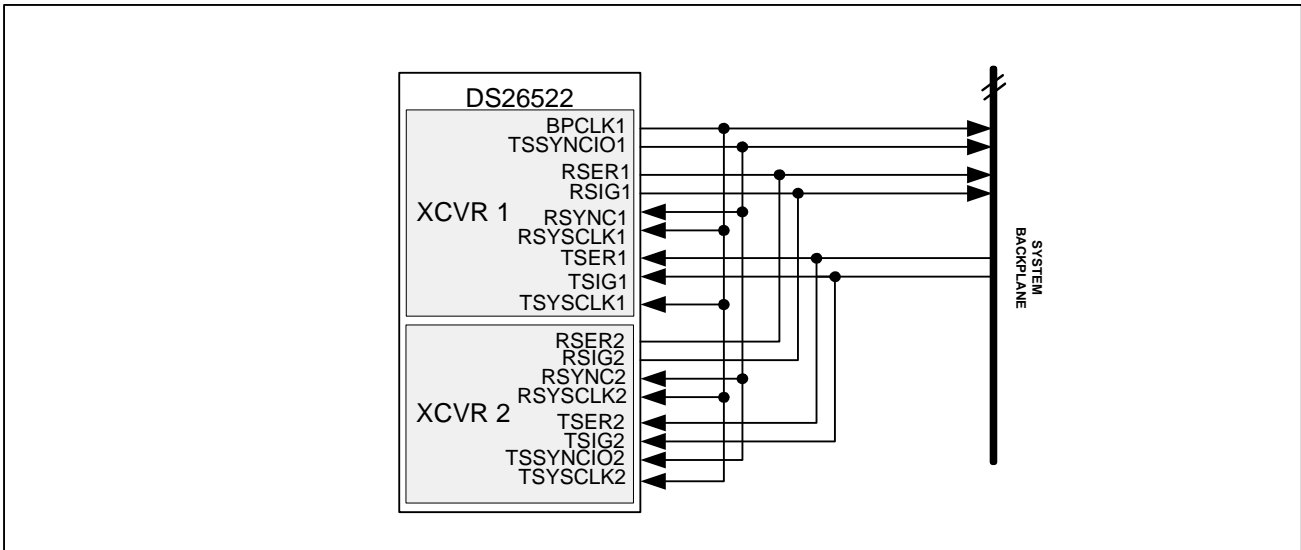 DS26522
BPCLK1
TSSYNCIO1
RSER1
RSIG1
XCVR 1
RSYNC1
RSYSCLK1
TSER1
TSIG1
TSYSCLK1
RSER2
RSIG2
RSYNC2
RSYSCLK2
XCVR 2
TSER2
TSIG2
TSSYNCIO2
TSYSCLK2
SYSTEM
BACKPLANE